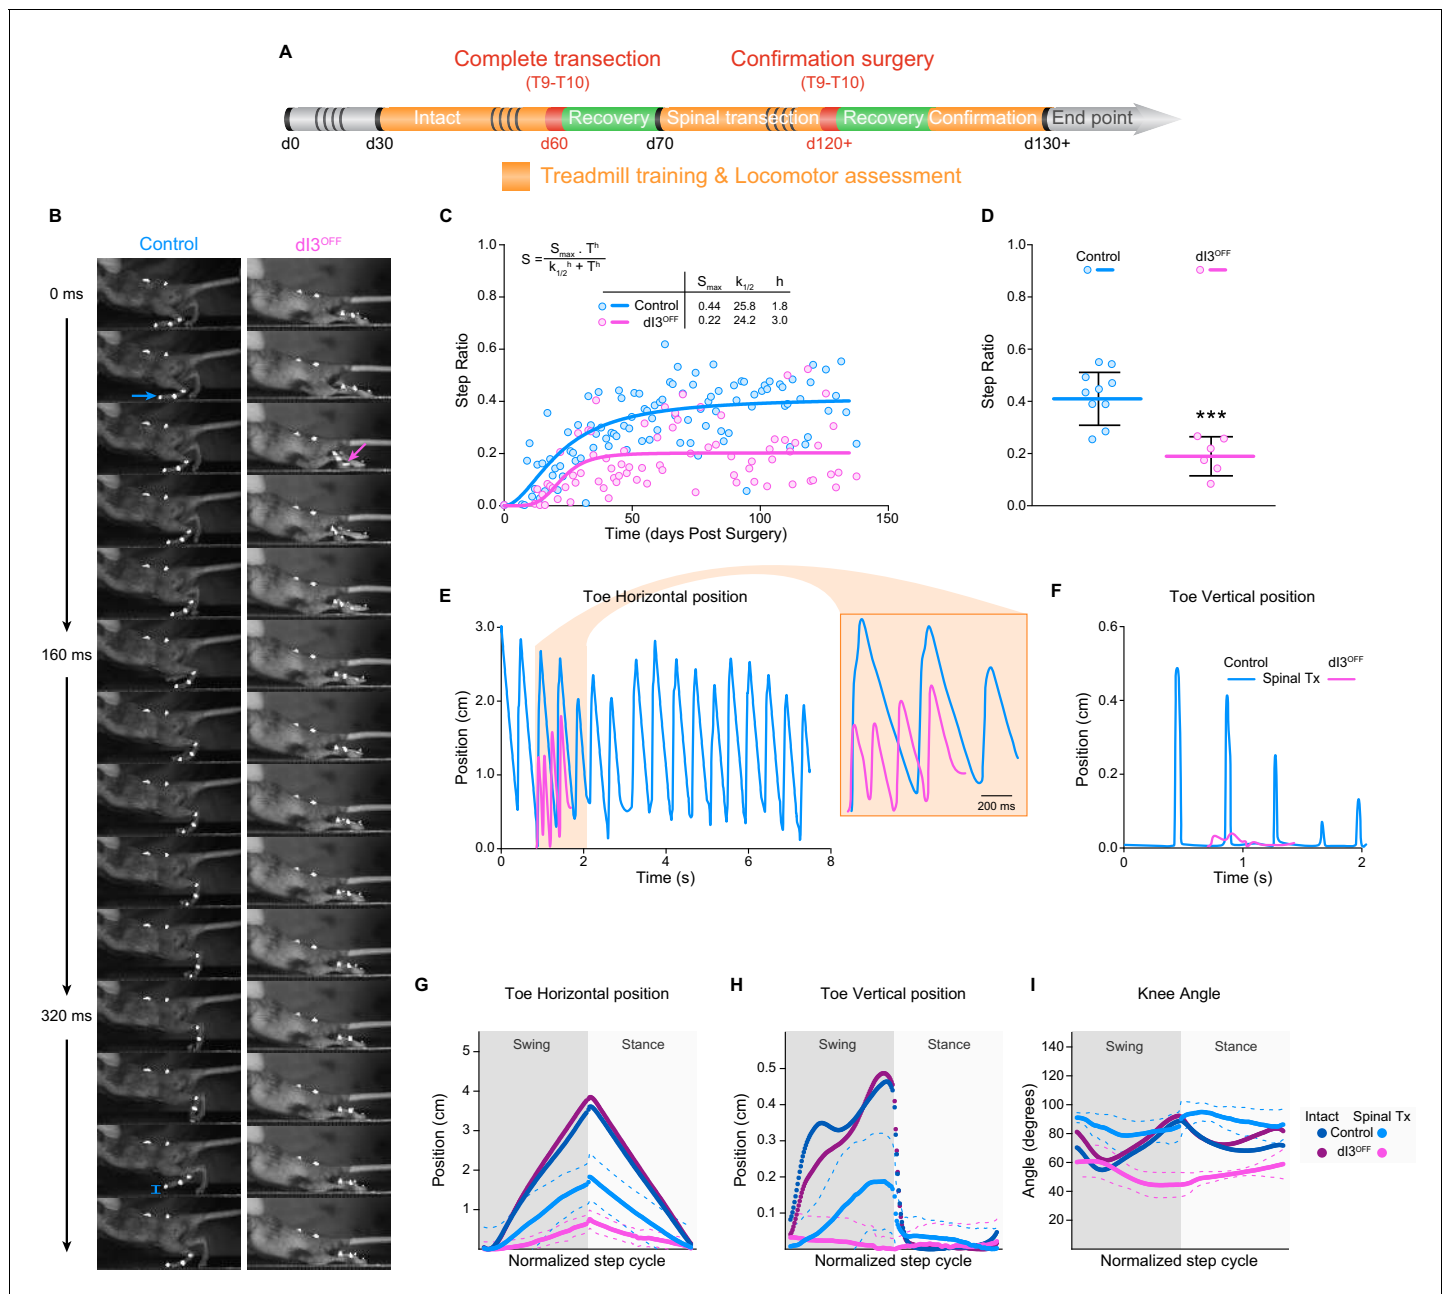 A
Complete transection
(T9-T10)
Confirmation surgery
(T9-T10)
Intact
Recovery
Spinal transection
Recovery
Confirmation
End point
d0
d30
d60
d70
d120+
d130+
Treadmill training & Locomotor assessment
B
Control
dI3OFF
0 ms
160 ms
320 ms
C
S = Smax . Th / k1/2h + Th
Smax k1/2 h
Control 0.44 25.8 1.8
dI3OFF 0.22 24.2 3.0
Step Ratio
1.0
0.8
0.6
0.4
0.2
0.0
0 50 100 150
Time (days Post Surgery)
D
Control
dI3OFF
***
Step Ratio
1.0
0.8
0.6
0.4
0.2
0.0
E
Toe Horizontal position
Position (cm)
3.0
2.0
1.0
0.0
0 2 4 6 8
Time (s)
200 ms
F
Toe Vertical position
Control dI3OFF
Spinal Tx
Position (cm)
0.6
0.4
0.2
0.0
0 1 2
Time (s)
G
Toe Horizontal position
Swing Stance
Position (cm)
5
4
3
2
1
Normalized step cycle
H
Toe Vertical position
Swing Stance
Position (cm)
0.5
0.4
0.3
0.2
0.1
Normalized step cycle
I
Knee Angle
Swing Stance
Angle (degrees)
140
120
100
80
60
40
20
Normalized step cycle
Intact Spinal Tx
Control
dI3OFF